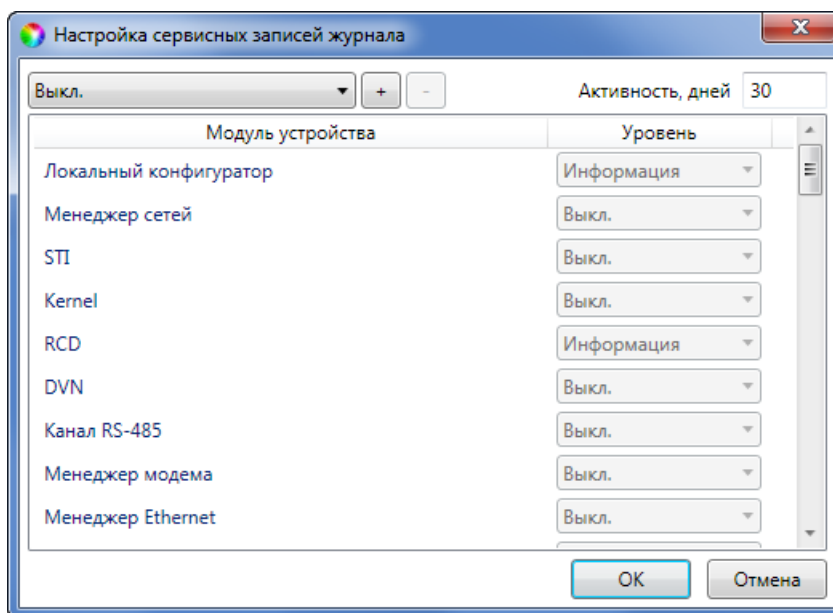 Настройка сервисных записей журнала
Выкл. + - Активность, дней 30
Модуль устройства Уровень
Локальный конфигуратор Информация
Менеджер сетей Выкл.
STI Выкл.
Kernel Выкл.
RCD Информация
DVN Выкл.
Канал RS-485 Выкл.
Менеджер модема Выкл.
Менеджер Ethernet Выкл.
OK Отмена